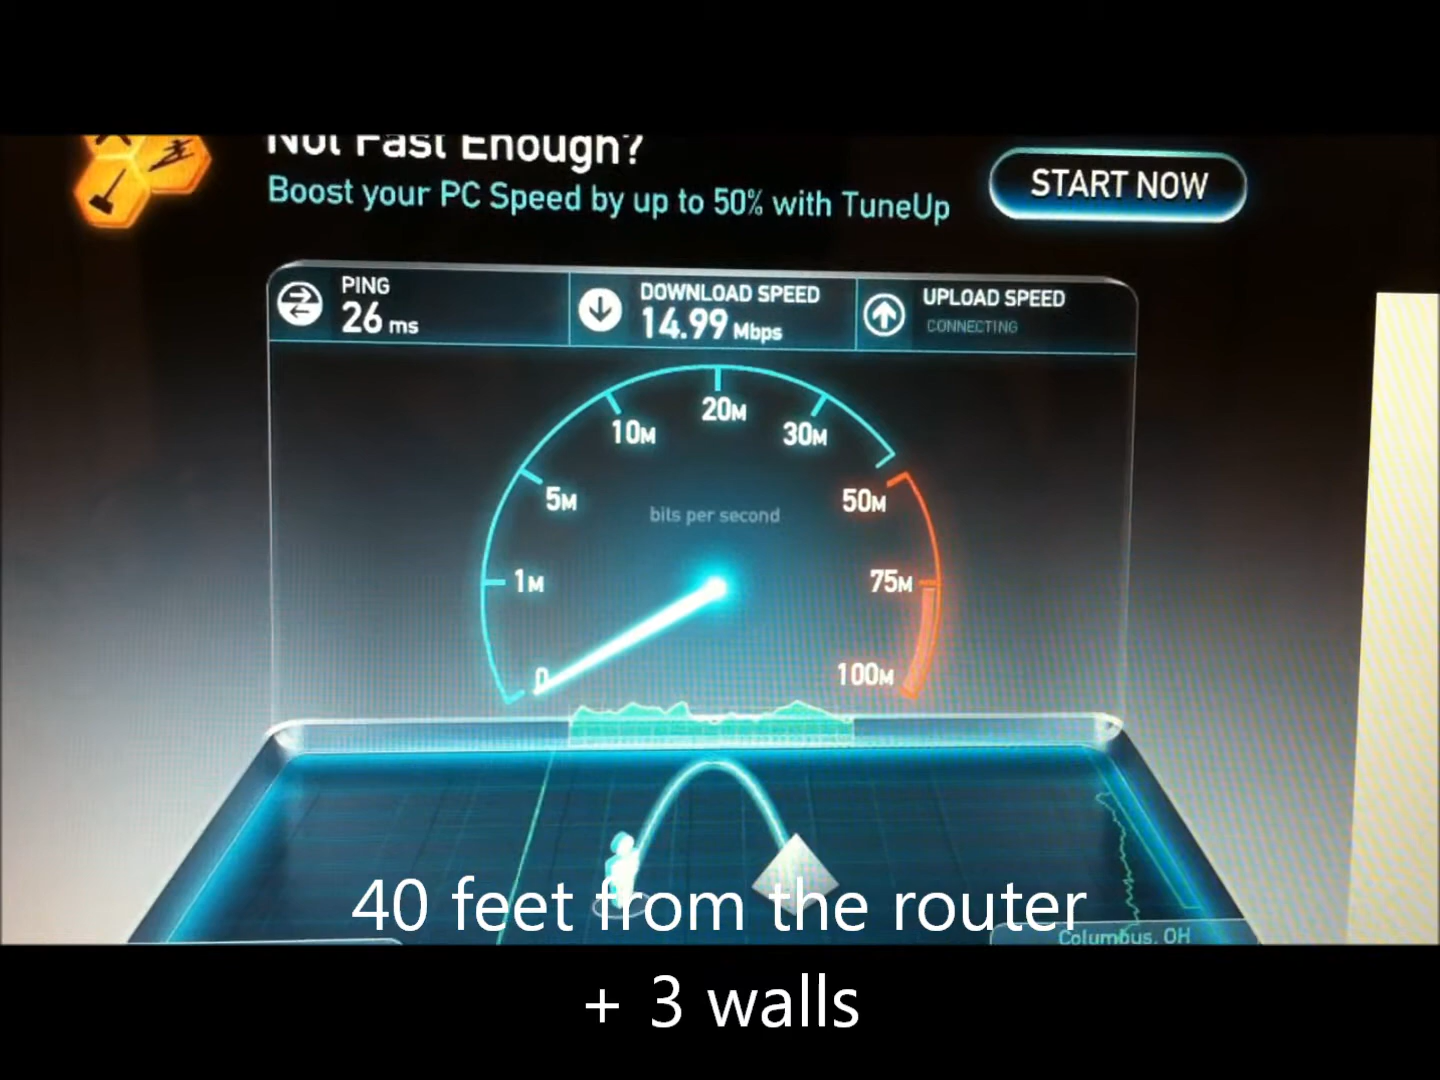 Not Fast Enough?
Boost your PC Speed by up to 50% with TuneUp
START NOW
PING
26 ms
DOWNLOAD SPEED
14.99 Mbps
UPLOAD SPEED
CONNECTING
20M
10M
30M
5M
50M
bits per second
1M
75M
0
100M
40 feet from the router
Columbus, OH
+ 3 walls